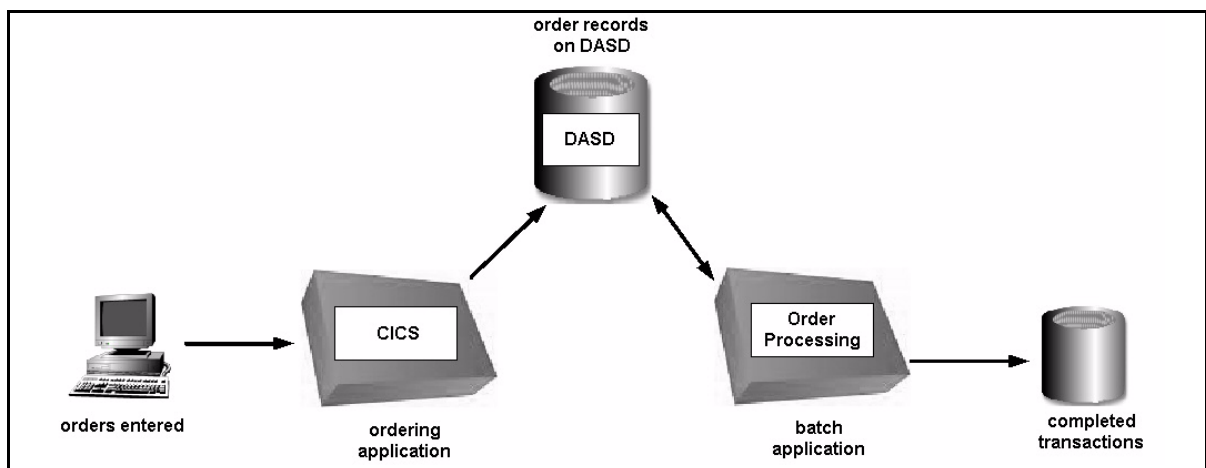 order records
on DASD
DASD
CICS
Order
Processing
orders entered
ordering
application
batch
application
completed
transactions